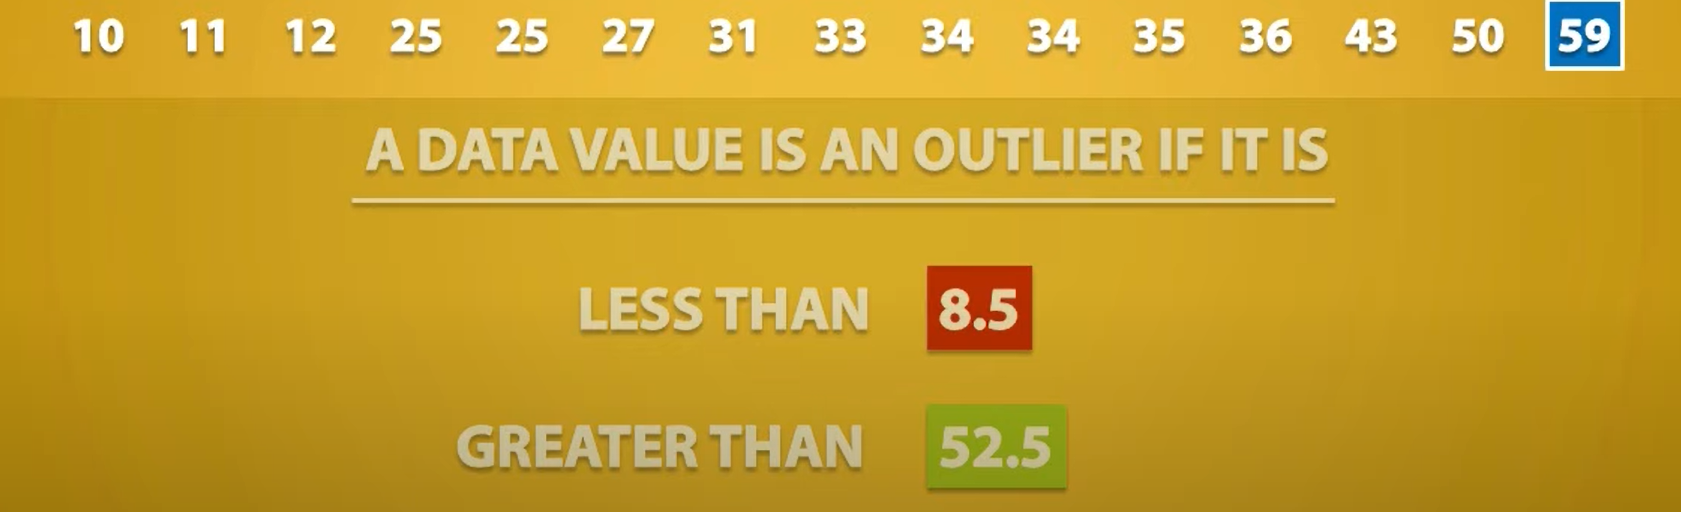 10 11 12 25 25 27 31 33 34 34 35 36 43 50 59
A DATA VALUE IS AN OUTLIER IF IT IS
LESS THAN 8.5
GREATER THAN 52.5